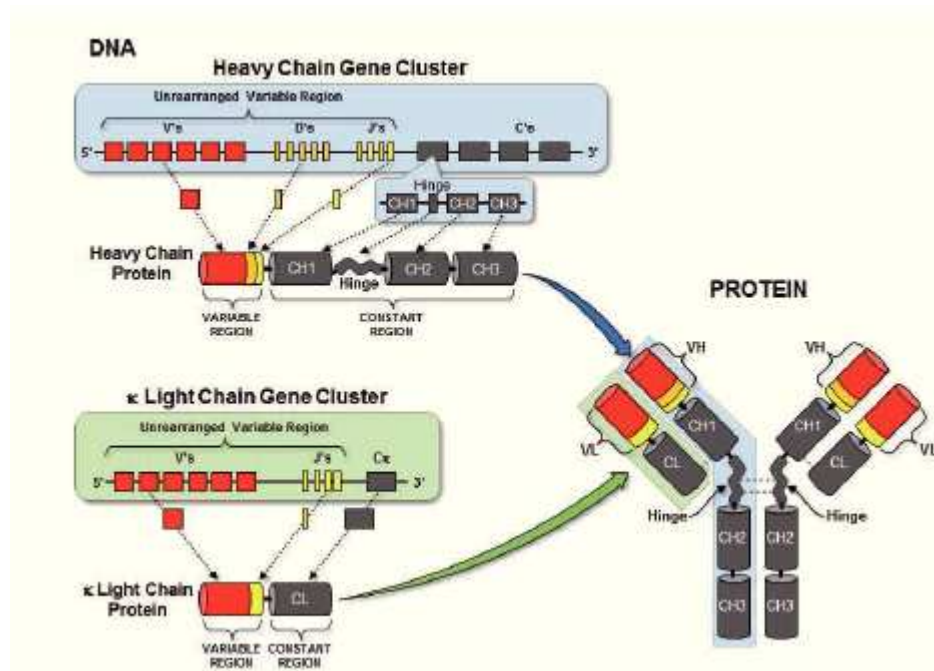 DNA
Heavy Chain Gene Cluster
Unrearranged Variable Region
V's D's J's C's
5' 3'
Hinge
CH1 CH2 CH3
Heavy Chain
Protein
CH1 CH2 CH3
Hinge
VARIABLE
REGION
CONSTANT
REGION
PROTEIN
VH VH
CH1 CH1
VL CL CL VL
Hinge Hinge
CH2 CH2
CH3 CH3
κ Light Chain Gene Cluster
Unrearranged Variable Region
V's J's Cκ
5' 3'
κ Light Chain
Protein
CL
VARIABLE
REGION
CONSTANT
REGION